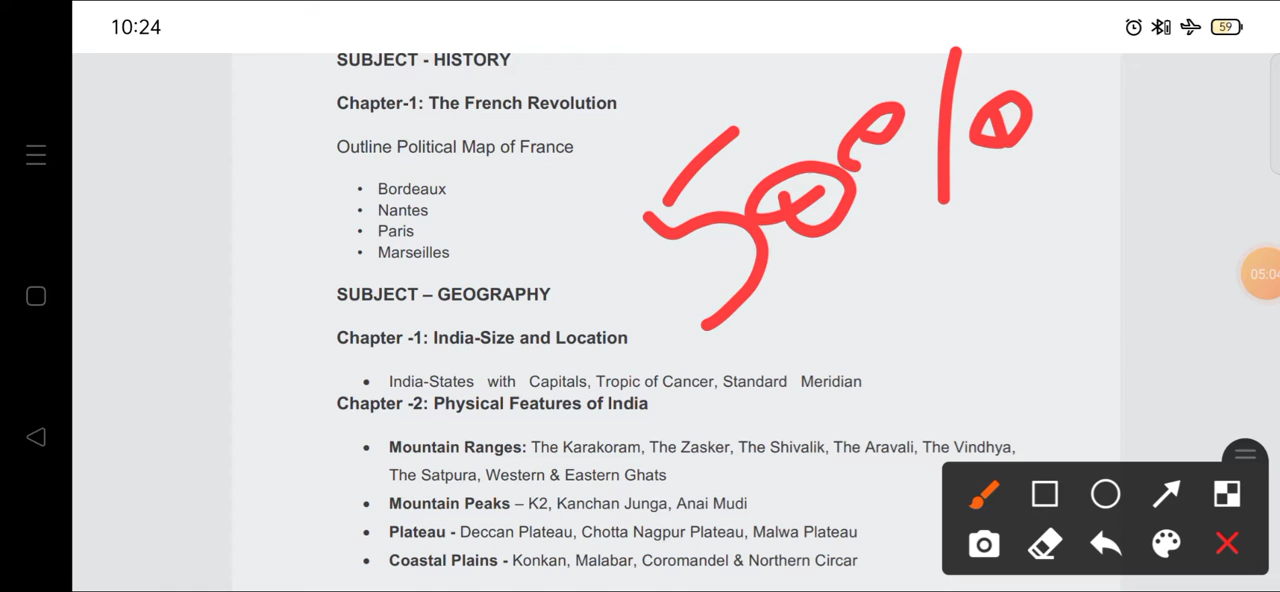 10:24
59
SUBJECT - HISTORY
Chapter-1: The French Revolution
Outline Political Map of France
• Bordeaux
• Nantes
• Paris
• Marseilles
SUBJECT – GEOGRAPHY
Chapter -1: India-Size and Location
• India-States with Capitals, Tropic of Cancer, Standard Meridian
Chapter -2: Physical Features of India
• Mountain Ranges: The Karakoram, The Zasker, The Shivalik, The Aravali, The Vindhya,
The Satpura, Western & Eastern Ghats
• Mountain Peaks – K2, Kanchan Junga, Anai Mudi
• Plateau - Deccan Plateau, Chotta Nagpur Plateau, Malwa Plateau
• Coastal Plains - Konkan, Malabar, Coromandel & Northern Circar
50%
05:04